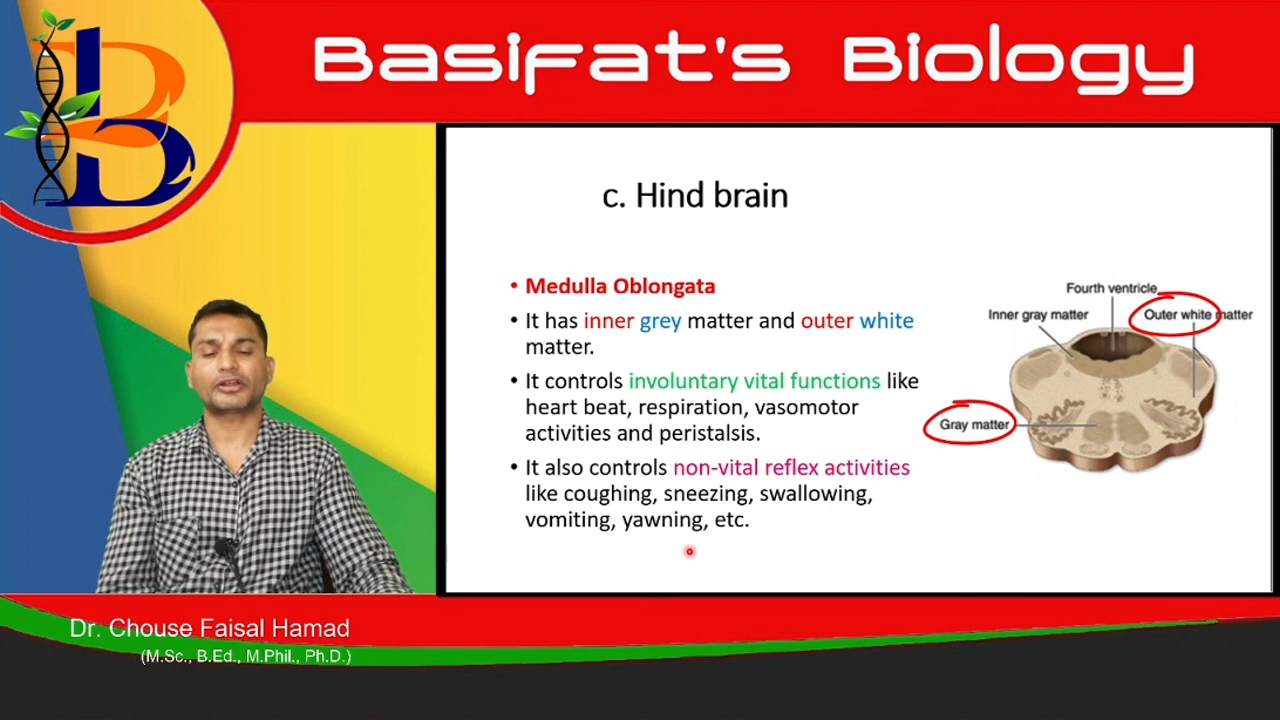 Basifat's Biology
c. Hind brain
• Medulla Oblongata
• It has inner grey matter and outer white
matter.
• It controls involuntary vital functions like
heart beat, respiration, vasomotor
activities and peristalsis.
• It also controls non-vital reflex activities
like coughing, sneezing, swallowing,
vomiting, yawning, etc.
Fourth ventricle
Inner gray matter
Outer white matter
Gray matter
Dr. Chouse Faisal Hamad
(M.Sc., B.Ed., M.Phil., Ph.D.)